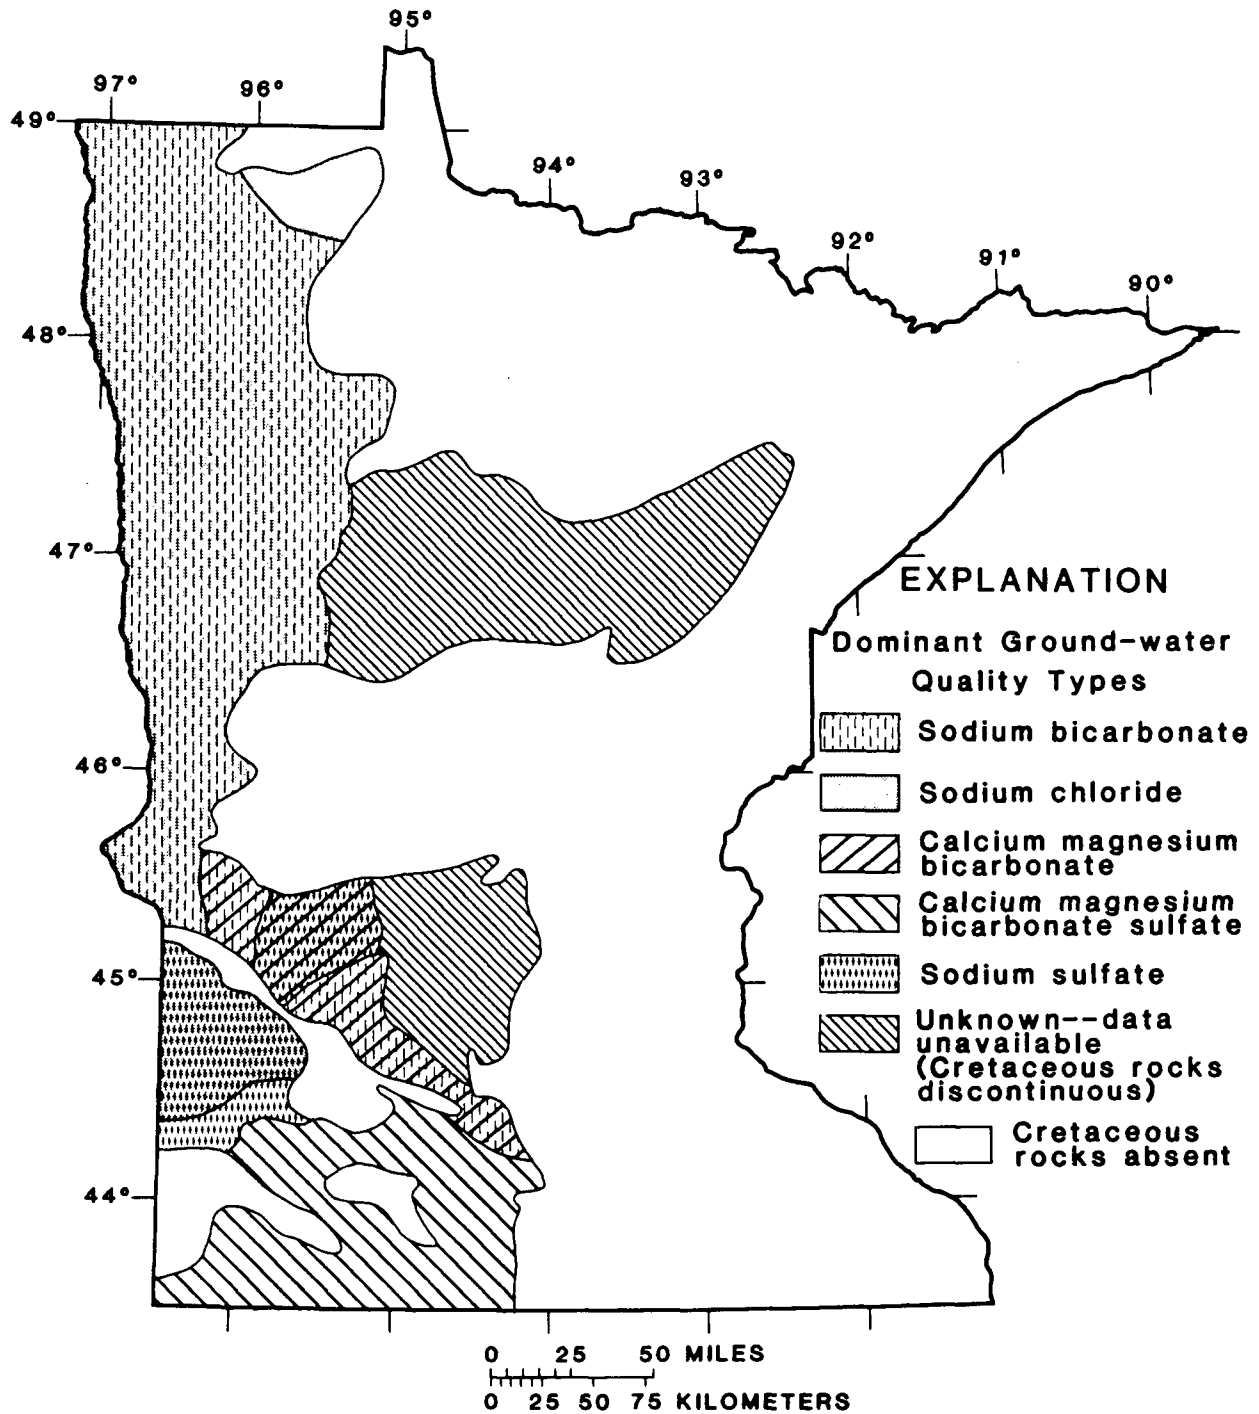 95°
97°
96°
49°
94°
93°
92°
91°
90°
48°
47°
EXPLANATION
Dominant Ground-water
Quality Types
Sodium bicarbonate
46°
Sodium chloride
Calcium magnesium
bicarbonate
Calcium magnesium
bicarbonate sulfate
45°
Sodium sulfate
Unknown--data
unavailable
(Cretaceous rocks
discontinuous)
Cretaceous
rocks absent
44°
0 25 50 MILES
0 25 50 75 KILOMETERS